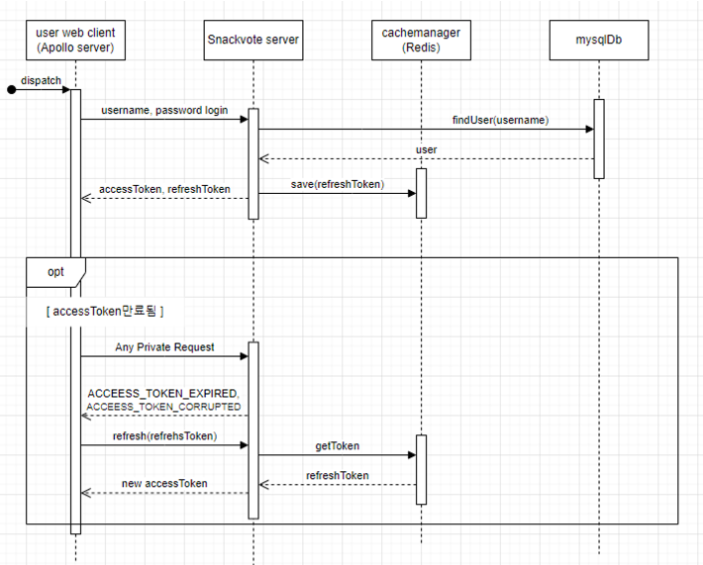 user web client
(Apollo server)
Snackvote server
cachemanager
(Redis)
mysqlDb
dispatch
username, password login
findUser(username)
user
accessToken, refreshToken
save(refreshToken)
opt
[ accessToken만료됨 ]
Any Private Request
ACCEESS_TOKEN_EXPIRED,
ACCEESS_TOKEN_CORRUPTED
refresh(refrehsToken)
getToken
refreshToken
new accessToken